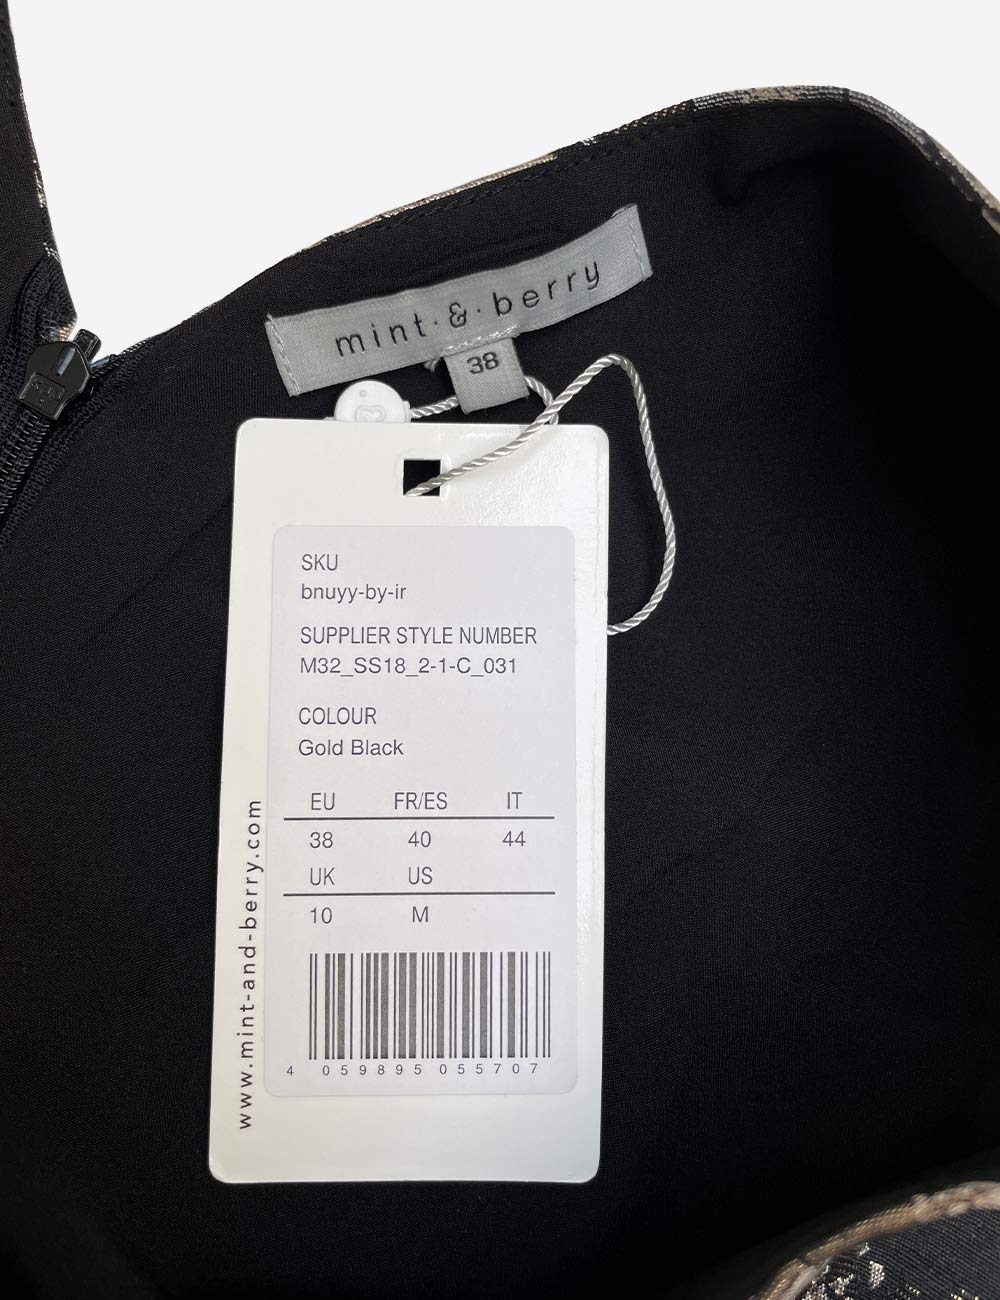 mint·&·berry
38
SKU
bnuyy-by-ir
SUPPLIER STYLE NUMBER
M32_SS18_2-1-C_031
COLOUR
Gold Black
EU FR/ES IT
38 40 44
UK US
10 M
4 059895 055707
www.mint-and-berry.com